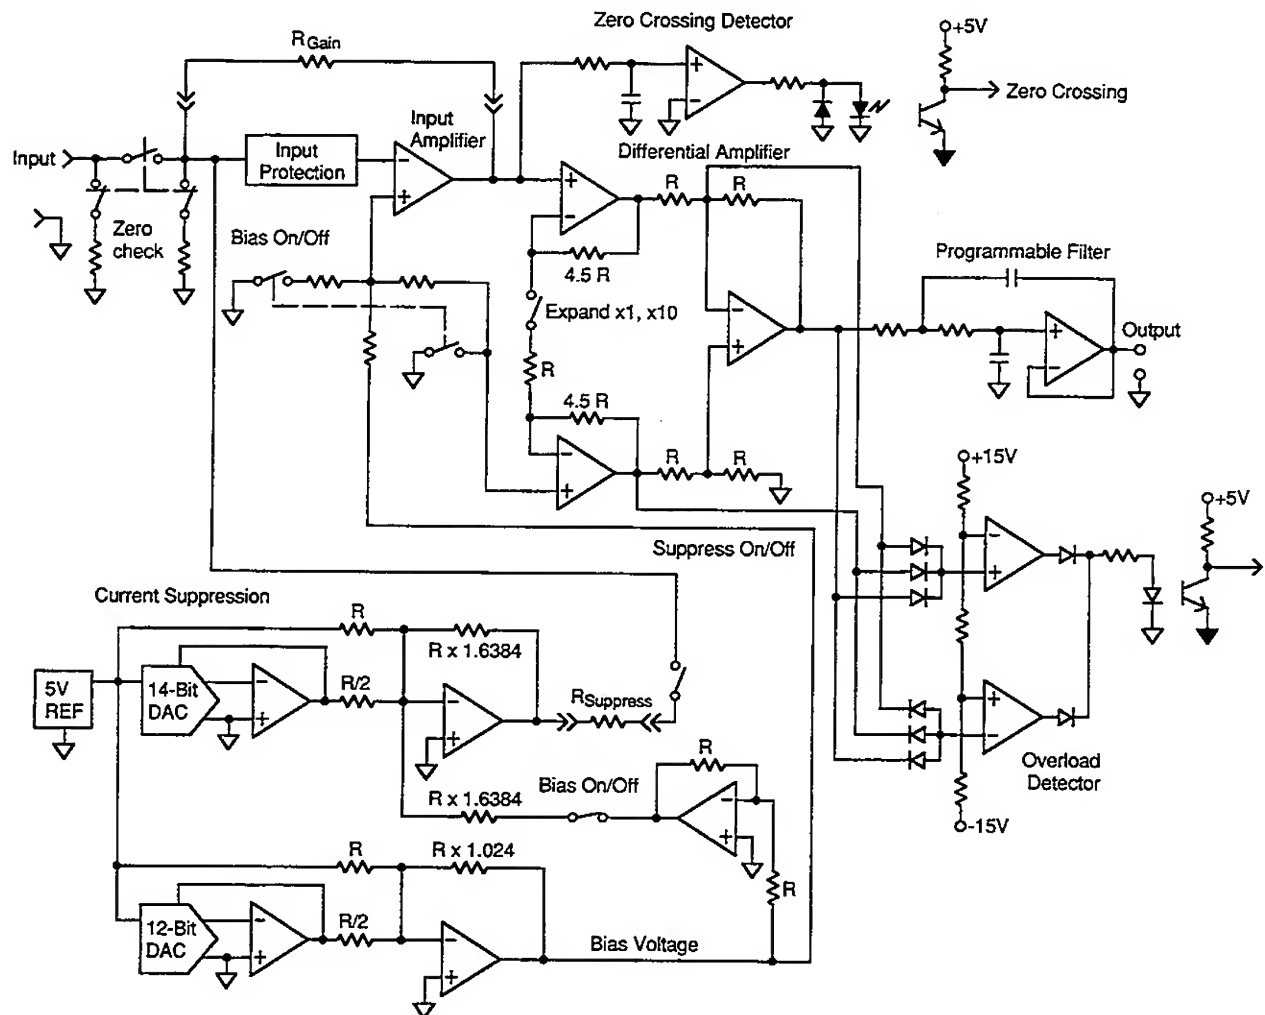 Zero Crossing Detector
+5V
RGain
+
−
Zero Crossing
Input
Amplifier
Input
Input
Protection
−
+
Differential Amplifier
+
−
R
R
Zero
check
Bias On/Off
4.5 R
Programmable Filter
Expand x1, x10
−
+
+
−
Output
R
4.5 R
−
+
R
R
+15V
+5V
−
+
Suppress On/Off
Current Suppression
R
R x 1.6384
5V
REF
14-Bit
DAC
−
+
R/2
−
+
RSuppress
+
−
Overload
Detector
R
Bias On/Off
R x 1.6384
−
+
-15V
R
R x 1.024
R
12-Bit
DAC
−
+
R/2
−
+
Bias Voltage